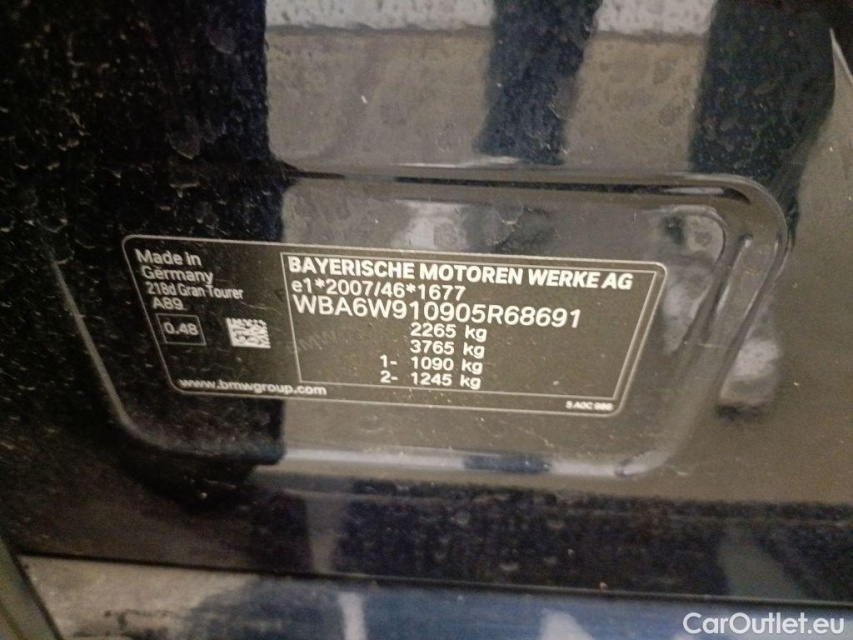 Made in
Germany
218d Gran Tourer
A89
0.48
www.bmwgroup.com
BAYERISCHE MOTOREN WERKE AG
e1*2007/46*1677
WBA6W910905R68691
2265 kg
3765 kg
1- 1090 kg
2- 1245 kg
CarOutlet.eu